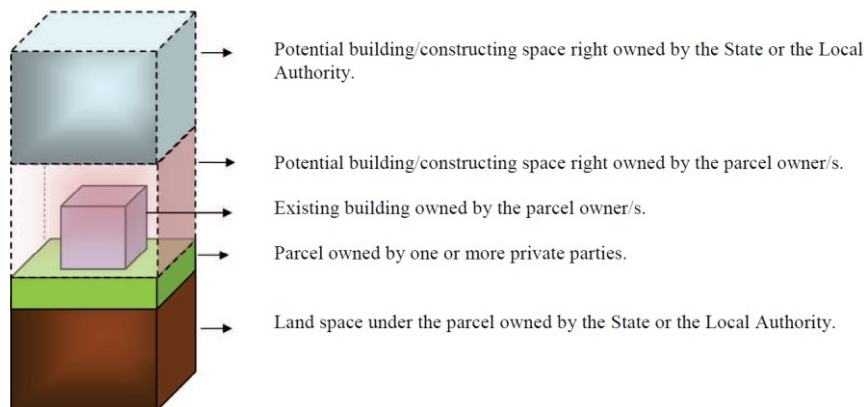 Potential building/constructing space right owned by the State or the Local
Authority.
Potential building/constructing space right owned by the parcel owner/s.
Existing building owned by the parcel owner/s.
Parcel owned by one or more private parties.
Land space under the parcel owned by the State or the Local Authority.